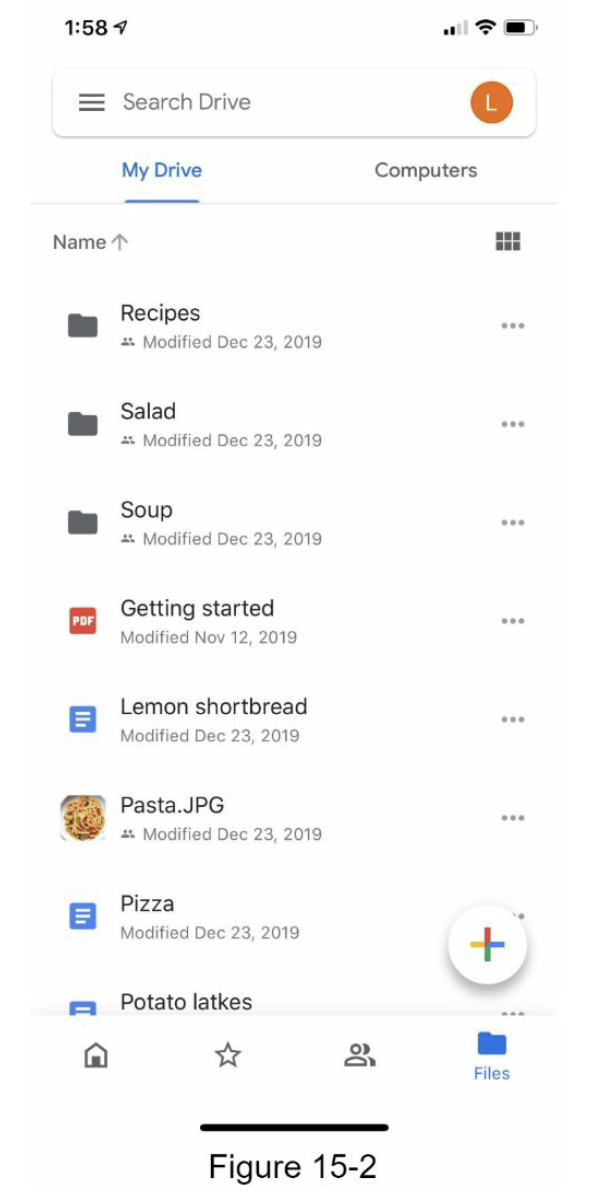 1:58
Search Drive
L
My Drive
Computers
Name
Recipes
Modified Dec 23, 2019
Salad
Modified Dec 23, 2019
Soup
Modified Dec 23, 2019
PDF
Getting started
Modified Nov 12, 2019
Lemon shortbread
Modified Dec 23, 2019
Pasta.JPG
Modified Dec 23, 2019
Pizza
Modified Dec 23, 2019
Potato latkes
Files
Figure 15-2